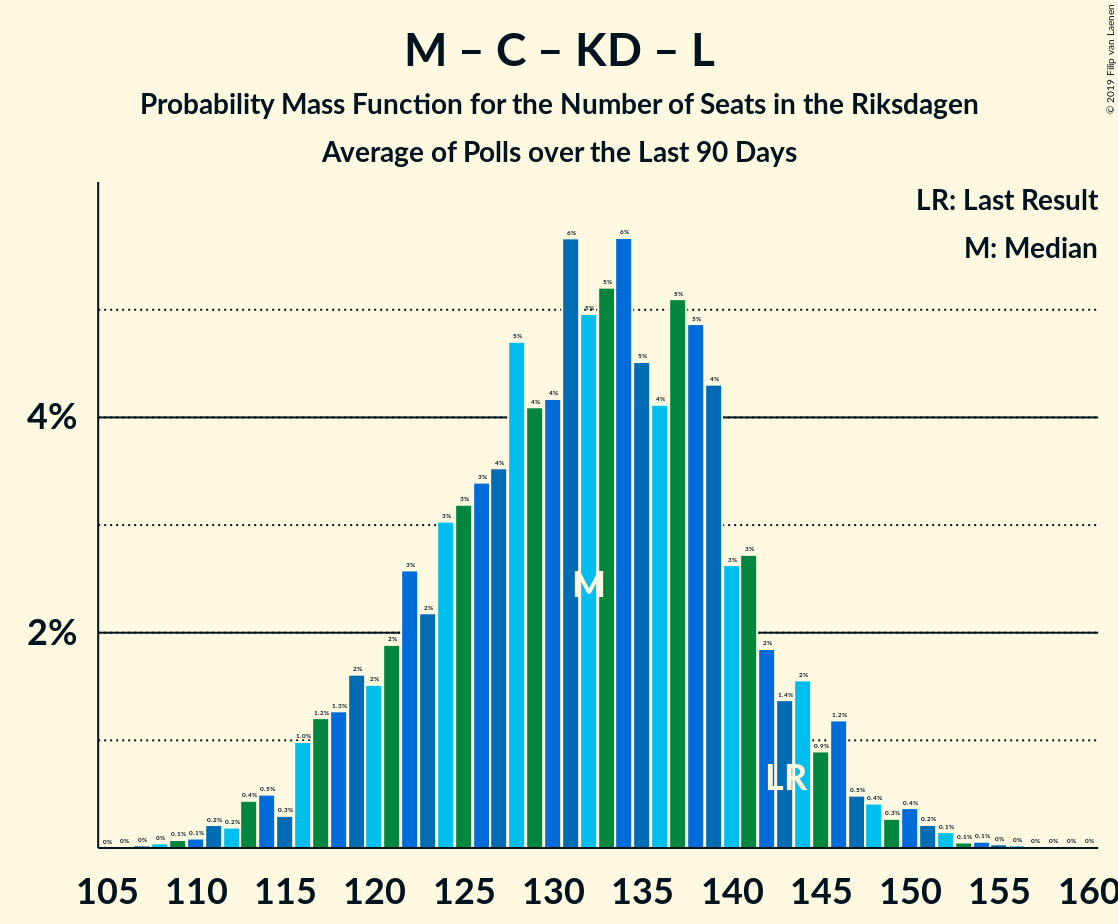 M – C – KD – L
Probability Mass Function for the Number of Seats in the Riksdagen
Average of Polls over the Last 90 Days
© 2019 Filip van Laenen
LR: Last Result
M: Median
4%
2%
0% 0% 0% 0% 0.1% 0.1% 0.2% 0.2% 0.4% 0.5% 0.3% 1.0% 1.2% 1.3% 2% 2% 2% 3% 2% 3% 3% 3% 4% 5% 4% 4% 6% 5% 5% 6% 5% 4% 5% 5% 4% 3% 3% 2% 1.4% 2% 0.9% 1.2% 0.5% 0.4% 0.3% 0.4% 0.2% 0.1% 0.1% 0.1% 0% 0% 0% 0% 0% 0%
M
LR
105 110 115 120 125 130 135 140 145 150 155 160